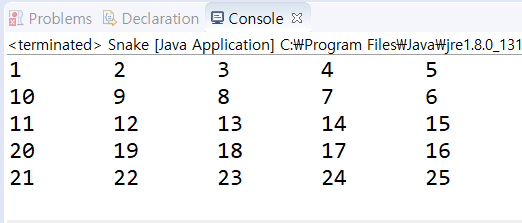 Problems Declaration Console
<terminated> Snake [Java Application] C:₩Program Files₩Java₩jre1.8.0_131
1 2 3 4 5
10 9 8 7 6
11 12 13 14 15
20 19 18 17 16
21 22 23 24 25